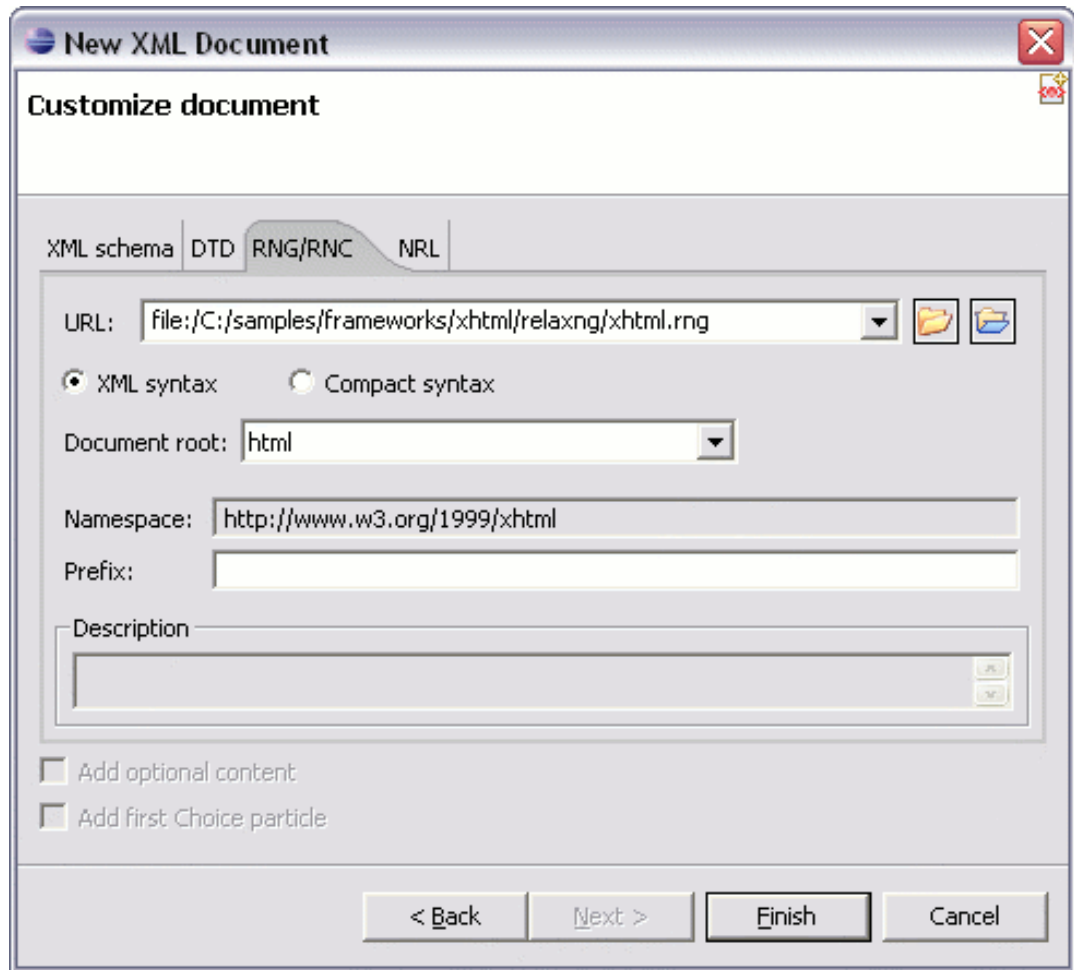 New XML Document
Customize document
XML schema DTD RNG/RNC NRL
URL: file:/C:/samples/frameworks/xhtml/relaxng/xhtml.rng
XML syntax Compact syntax
Document root: html
Namespace: http://www.w3.org/1999/xhtml
Prefix:
Description
Add optional content
Add first Choice particle
< Back Next > Finish Cancel